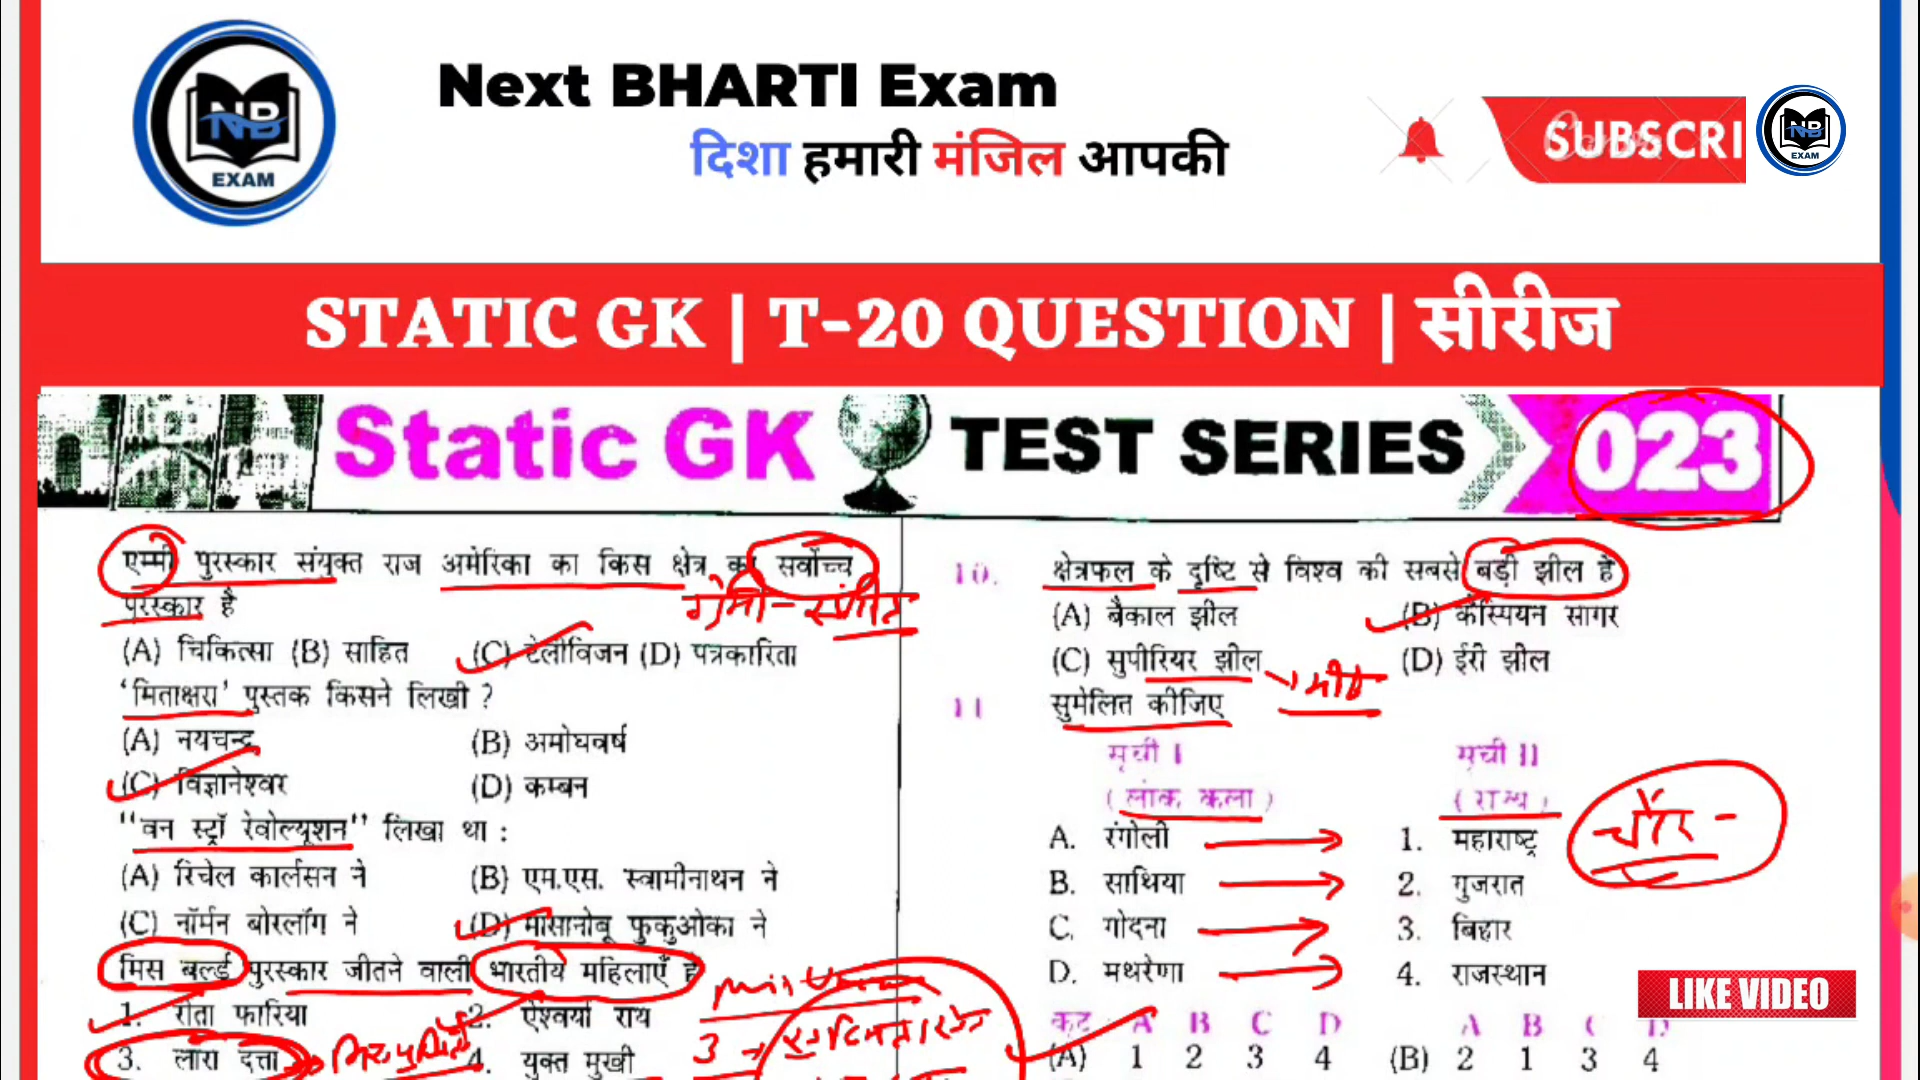 NB
EXAM
Next BHARTI Exam
दिशा हमारी मंजिल आपकी
SUBSCRI
NB
EXAM
STATIC GK | T-20 QUESTION | सीरीज
Static GK TEST SERIES 023
एम्मी पुरस्कार संयुक्त राज अमेरिका का किस क्षेत्र का सर्वोच्च
पुरस्कार है
(A) चिकित्सा (B) साहित (C) टेलीविजन (D) पत्रकारिता
'मिताक्षरा' पुस्तक किसने लिखी ?
(A) नयचन्द्र (B) अमोघवर्ष
(C) विज्ञानेश्वर (D) कम्बन
"वन स्ट्रॉ रेवोल्यूशन" लिखा था :
(A) रिचेल कार्लसन ने (B) एम.एस. स्वामीनाथन ने
(C) नॉर्मन बोरलॉग ने (D) मासानोबू फुकुओका ने
मिस वर्ल्ड पुरस्कार जीतने वाली भारतीय महिलाएँ है
1. रीता फारिया 2. ऐश्वर्या राय
3. लारा दत्ता 4. युक्त मुखी
3
10. क्षेत्रफल के दृष्टि से विश्व की सबसे बड़ी झील है
(A) बैकाल झील (B) कैस्पियन सागर
(C) सुपीरियर झील (D) ईरी झील
11 सुमेलित कीजिए
सूची I सूची II
(लोक कला) (राज्य)
A. रंगोली 1. महाराष्ट्र
B. साथिया 2. गुजरात
C. गोदना 3. बिहार
D. मथरेणा 4. राजस्थान
कूट A B C D A B C D
(A) 1 2 3 4 (B) 2 1 3 4
LIKE VIDEO